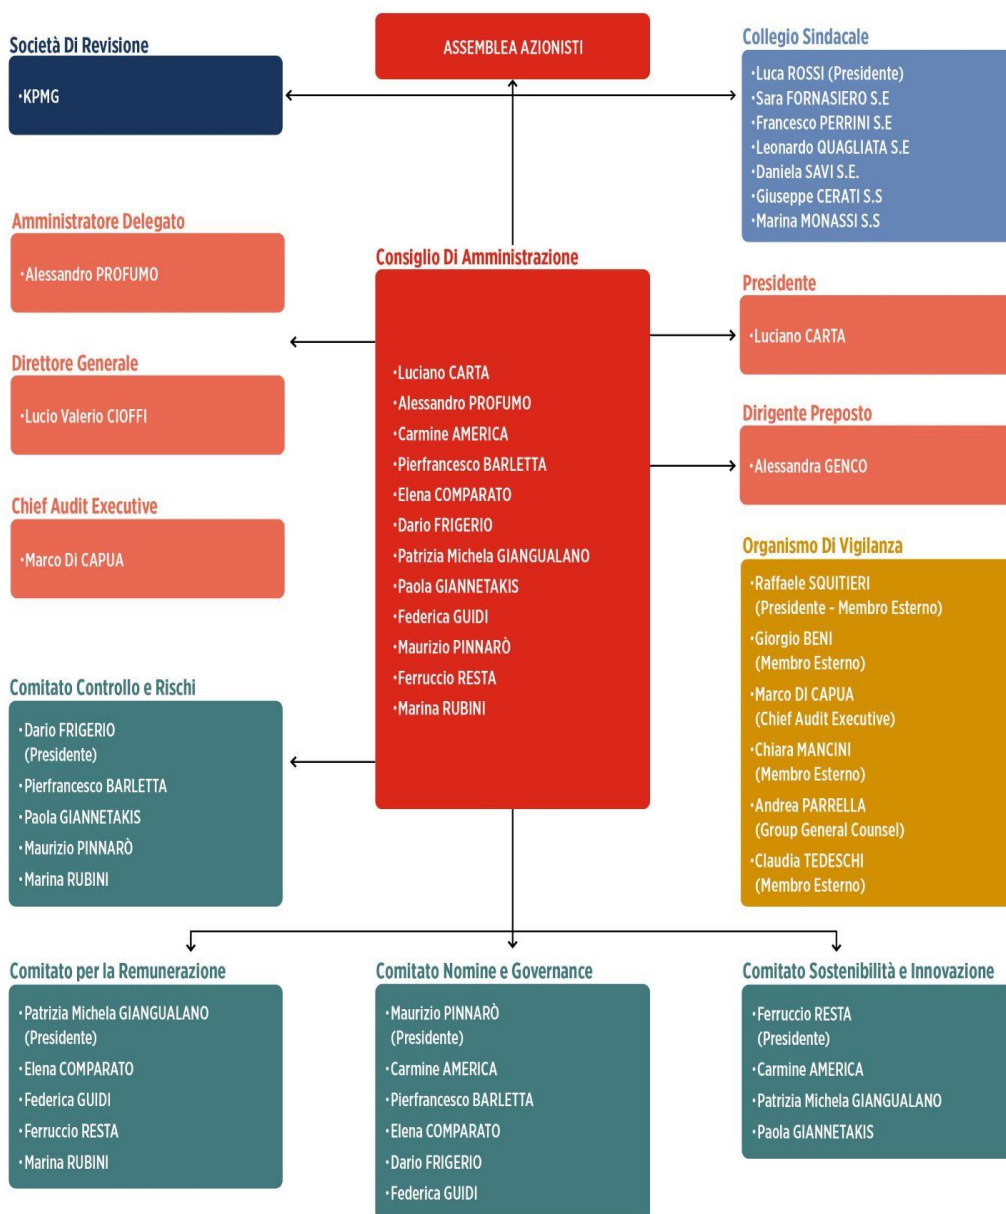 ASSEMBLEA AZIONISTI
Società Di Revisione
•KPMG
Collegio Sindacale
•Luca ROSSI (Presidente)
•Sara FORNASIERO S.E
•Francesco PERRINI S.E
•Leonardo QUAGLIATA S.E
•Daniela SAVI S.E.
•Giuseppe CERATI S.S
•Marina MONASSI S.S
Amministratore Delegato
•Alessandro PROFUMO
Direttore Generale
•Lucio Valerio CIOFFI
Chief Audit Executive
•Marco Di CAPUA
Consiglio Di Amministrazione
•Luciano CARTA
•Alessandro PROFUMO
•Carmine AMERICA
•Pierfrancesco BARLETTA
•Elena COMPARATO
•Dario FRIGERIO
•Patrizia Michela GIANGUALANO
•Paola GIANNETAKIS
•Federica GUIDI
•Maurizio PINNARÒ
•Ferruccio RESTA
•Marina RUBINI
Presidente
•Luciano CARTA
Dirigente Preposto
•Alessandra GENCO
Organismo Di Vigilanza
•Raffaele SQUITIERI
(Presidente - Membro Esterno)
•Giorgio BENI
(Membro Esterno)
•Marco DI CAPUA
(Chief Audit Executive)
•Chiara MANCINI
(Membro Esterno)
•Andrea PARRELLA
(Group General Counsel)
•Claudia TEDESCHI
(Membro Esterno)
Comitato Controllo e Rischi
•Dario FRIGERIO
(Presidente)
•Pierfrancesco BARLETTA
•Paola GIANNETAKIS
•Maurizio PINNARÒ
•Marina RUBINI
Comitato per la Remunerazione
•Patrizia Michela GIANGUALANO
(Presidente)
•Elena COMPARATO
•Federica GUIDI
•Ferruccio RESTA
•Marina RUBINI
Comitato Nomine e Governance
•Maurizio PINNARÒ
(Presidente)
•Carmine AMERICA
•Pierfrancesco BARLETTA
•Elena COMPARATO
•Dario FRIGERIO
•Federica GUIDI
Comitato Sostenibilità e Innovazione
•Ferruccio RESTA
(Presidente)
•Carmine AMERICA
•Patrizia Michela GIANGUALANO
•Paola GIANNETAKIS